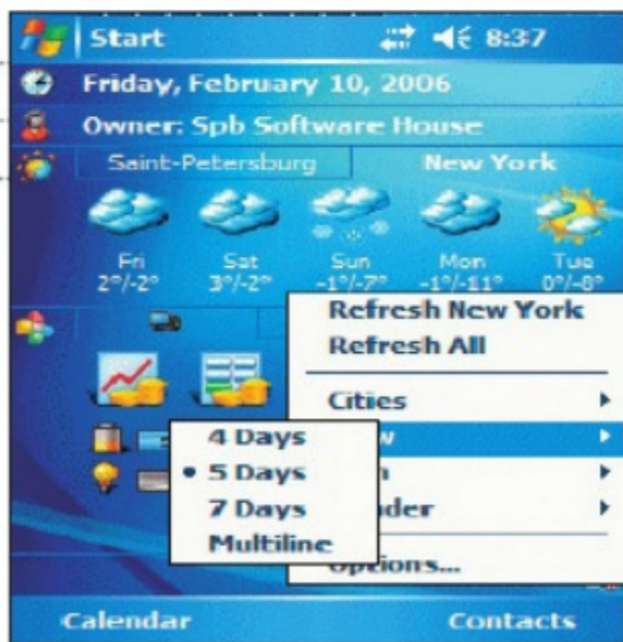 Start 8:37
Friday, February 10, 2006
Owner: Spb Software House
Saint-Petersburg New York
Fri Sat Sun Mon Tue
2°/-2° 3°/-2° -1°/-7° -1°/-11° 0°/-8°
Refresh New York
Refresh All
Cities
4 Days
5 Days
7 Days
Multiline
Options...
Calendar Contacts